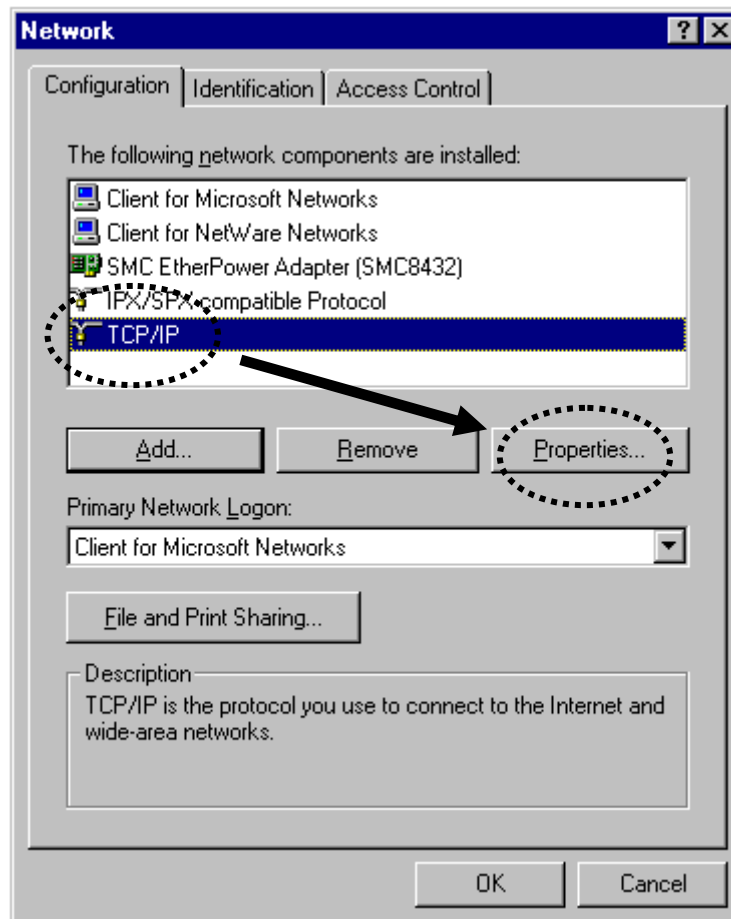 Network
Configuration Identification Access Control
The following network components are installed:
Client for Microsoft Networks
Client for NetWare Networks
SMC EtherPower Adapter (SMC8432)
IPX/SPX-compatible Protocol
TCP/IP
Add... Remove Properties...
Primary Network Logon:
Client for Microsoft Networks
File and Print Sharing...
Description
TCP/IP is the protocol you use to connect to the Internet and
wide-area networks.
OK Cancel